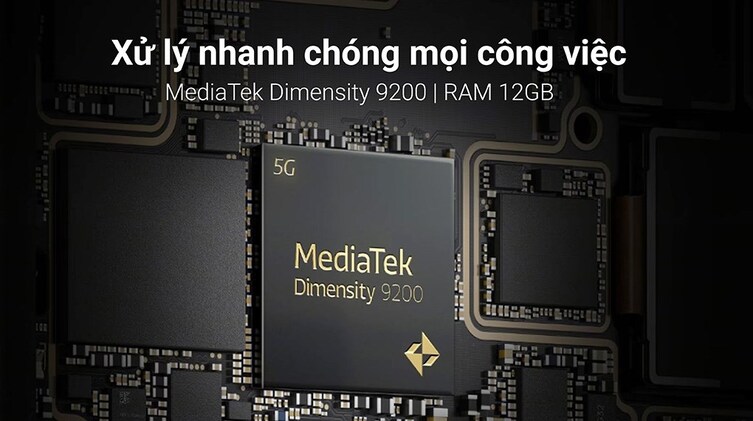 Xử lý nhanh chóng mọi công việc
MediaTek Dimensity 9200 | RAM 12GB
5G
MediaTek
Dimensity 9200